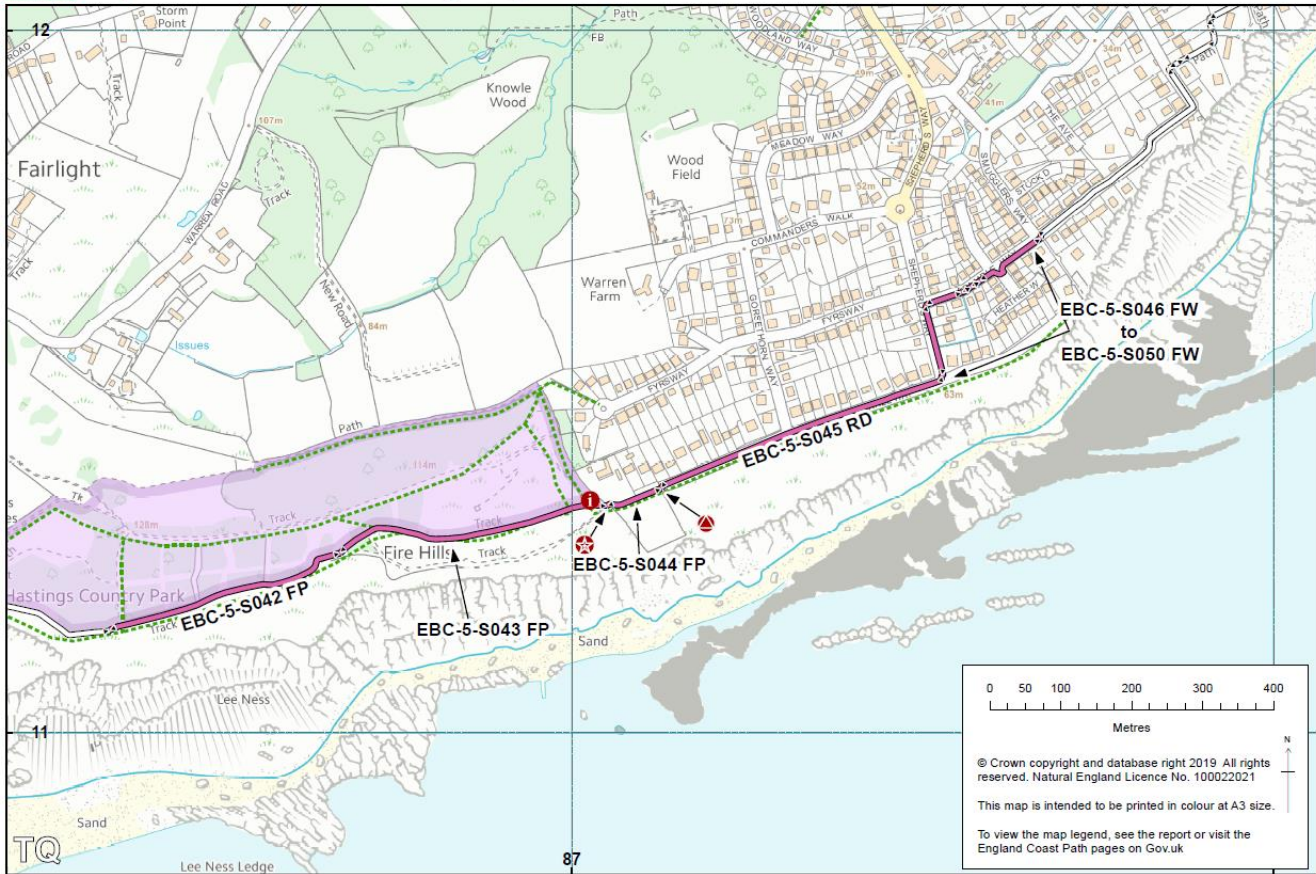 12
Storm
Point
ROAD
Track
Path
FB
WOODLAND WAY
49m
34m
Path
Knowle
Wood
107m
41m
THE AVE
MEADOW WAY
SHEPHERD'S WAY
Fairlight
Track
WARREN ROAD
Wood
Field
52m
SMUGGLERS WAY
73m
COMMANDERS WALK
Track
New Road
84m
Warren
Farm
SHEPHERD
FYRSWAY
GORSETHORN WAY
HEATHER W
Issues
EBC-5-S046 FW
to
EBC-5-S050 FW
FYRSWAY
63m
Path
EBC-5-S045 RD
114m
Tk
128m
Track
Track
Fire Hills
Track
EBC-5-S044 FP
Hastings Country Park
Track
EBC-5-S042 FP
EBC-5-S043 FP
Sand
Lee Ness
11
Sand
TQ
Lee Ness Ledge
87
0 50 100 200 300 400
Metres
N
© Crown copyright and database right 2019 All rights
reserved. Natural England Licence No. 100022021
This map is intended to be printed in colour at A3 size.
To view the map legend, see the report or visit the
England Coast Path pages on Gov.uk